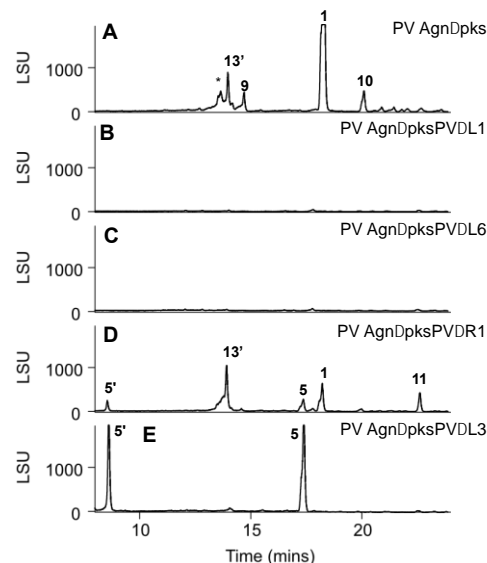 A
PV AgnDpks
LSU
1000
0
*
13’
9
1
10
B
PV AgnDpksPVDL1
LSU
1000
0
C
PV AgnDpksPVDL6
LSU
1000
0
D
PV AgnDpksPVDR1
LSU
1000
0
5'
13’
5
1
11
E
PV AgnDpksPVDL3
LSU
1000
0
5'
5
10
15
20
Time (mins)